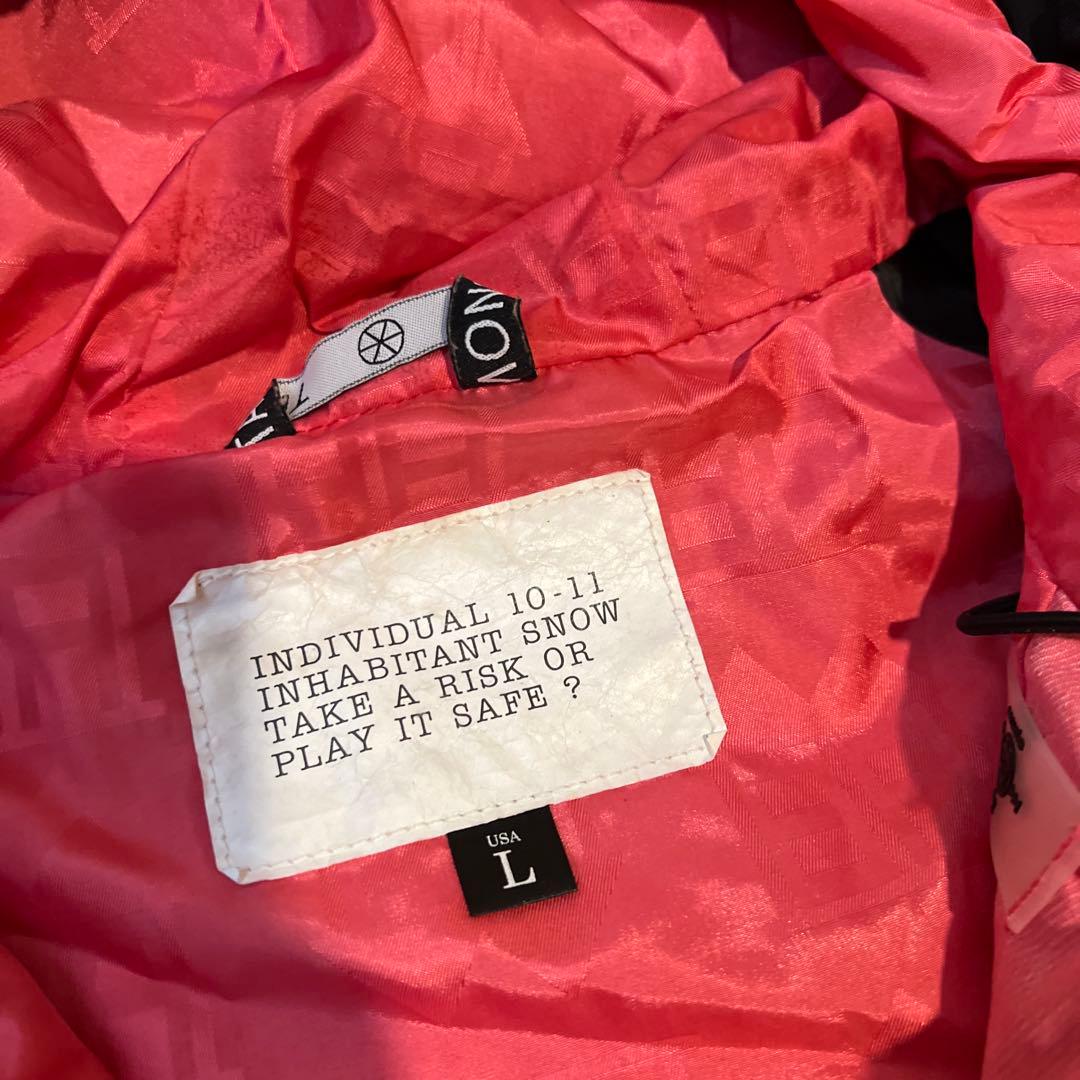 INDIVIDUAL 10-11
INHABITANT SNOW
TAKE A RISK OR
PLAY IT SAFE ?
USA
L